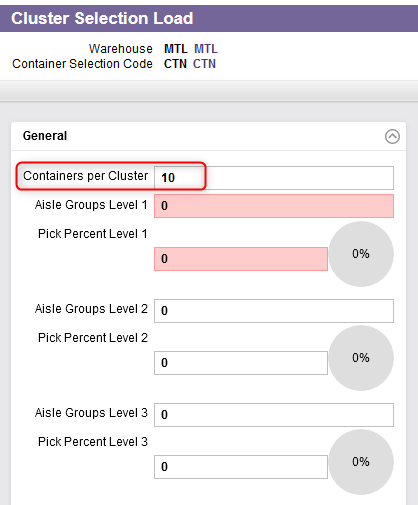 Cluster Selection Load
Warehouse MTL MTL
Container Selection Code CTN CTN
General
Containers per Cluster 10
Aisle Groups Level 1 0
Pick Percent Level 1
0 0%
Aisle Groups Level 2 0
Pick Percent Level 2
0 0%
Aisle Groups Level 3 0
Pick Percent Level 3
0 0%